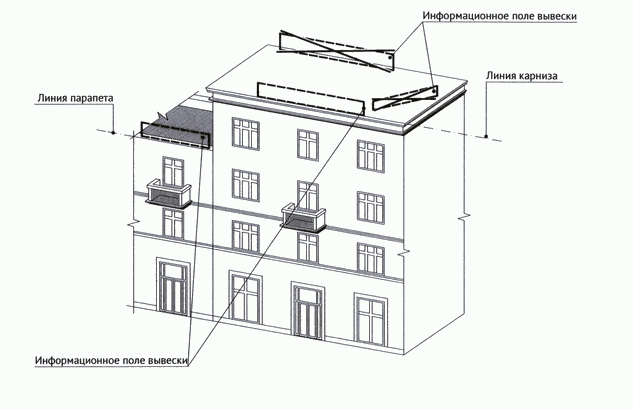 Информационное поле вывески
Линия карниза
Линия парапета
Информационное поле вывески